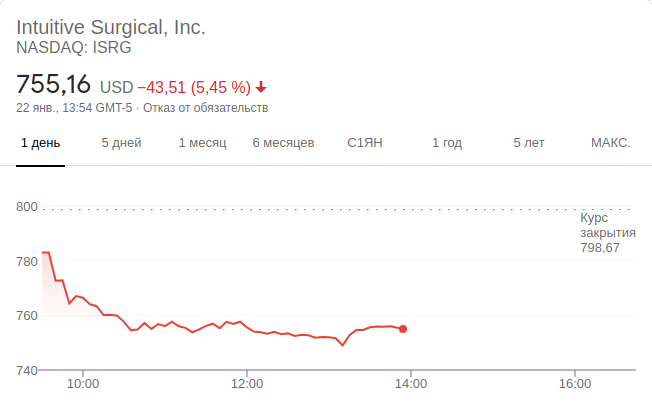 Intuitive Surgical, Inc.
NASDAQ: ISRG
755,16 USD −43,51 (5,45 %)
22 янв., 13:54 GMT-5 · Отказ от обязательств
1 день 5 дней 1 месяц 6 месяцев С1ЯН 1 год 5 лет МАКС.
800
Курс
закрытия
798,67
780
760
740
10:00 12:00 14:00 16:00